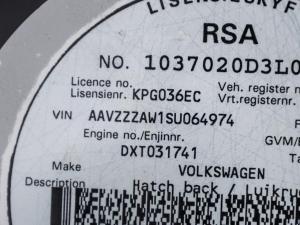 LISENSIESKYF
RSA
NO. 1037020D3L0
Licence no. Veh. register n
Lisensienr. KPG036EC Vrt.registernr.
VIN AAVZZZAW1SU064974
Engine no./Enjinnr. GVM/B
DXT031741 Ta
Make VOLKSWAGEN
Description Hatch back / Luikrug